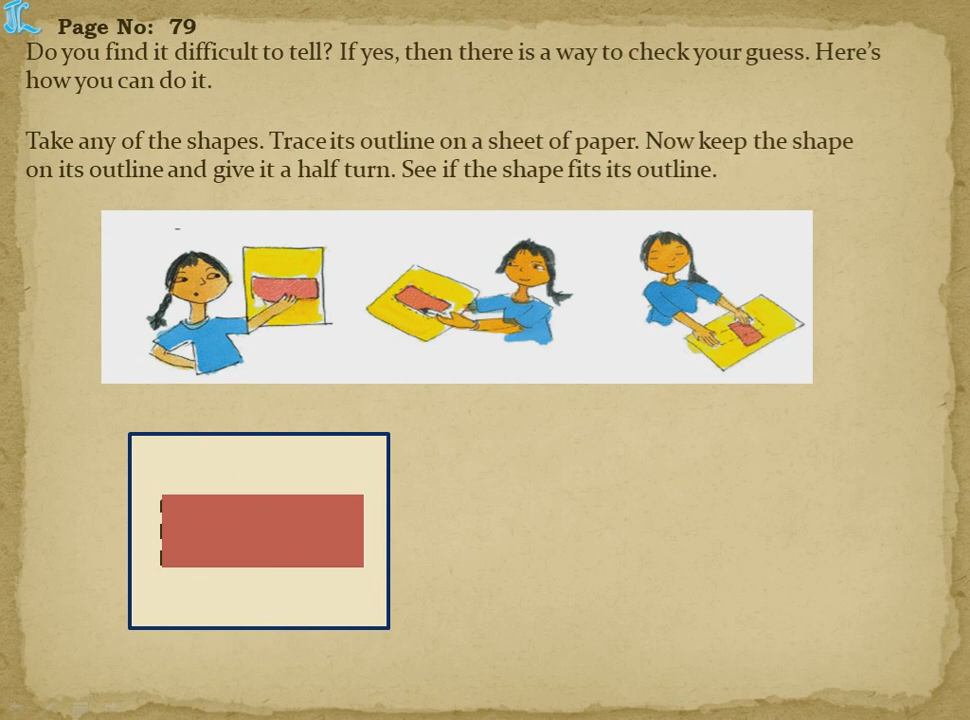 JL
Page No: 79
Do you find it difficult to tell? If yes, then there is a way to check your guess. Here’s
how you can do it.
Take any of the shapes. Trace its outline on a sheet of paper. Now keep the shape
on its outline and give it a half turn. See if the shape fits its outline.